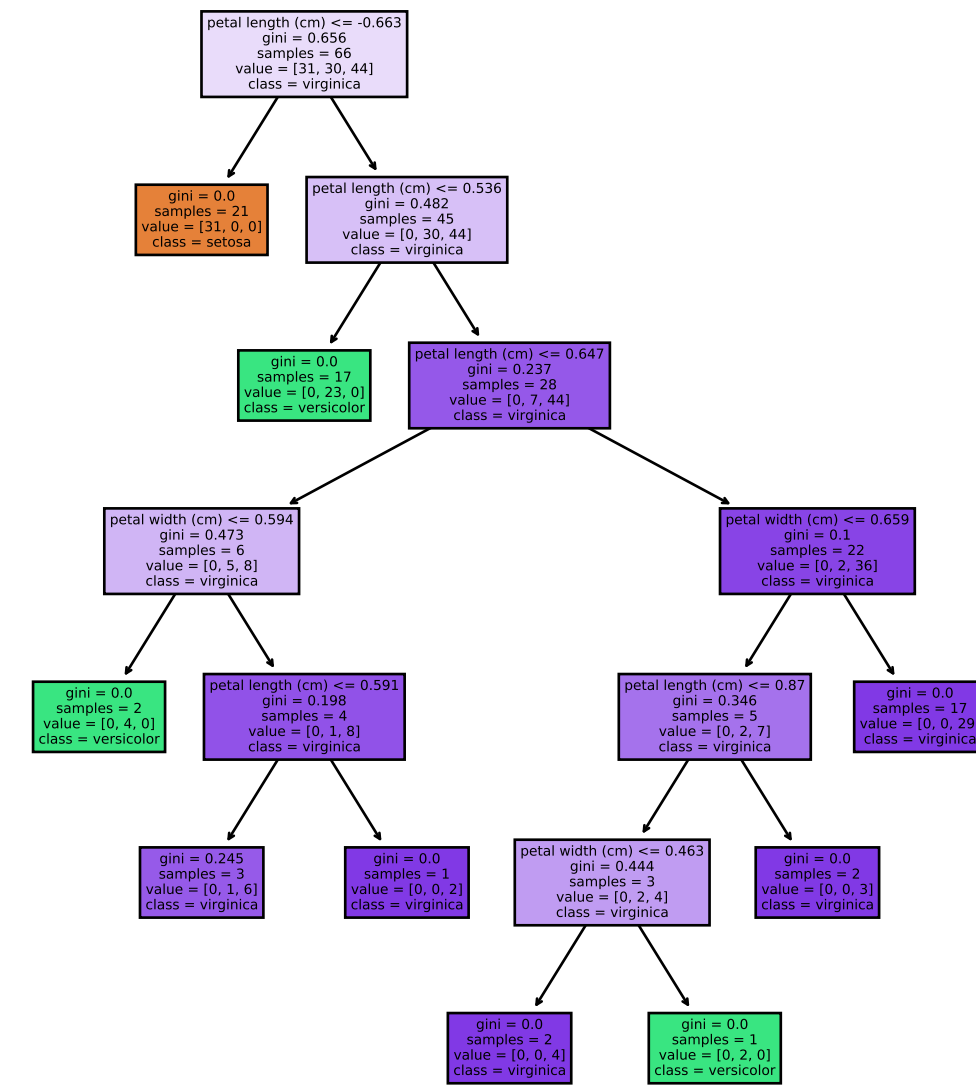 petal length (cm) <= -0.663
gini = 0.656
samples = 66
value = [31, 30, 44]
class = virginica
gini = 0.0
samples = 21
value = [31, 0, 0]
class = setosa
petal length (cm) <= 0.536
gini = 0.482
samples = 45
value = [0, 30, 44]
class = virginica
gini = 0.0
samples = 17
value = [0, 23, 0]
class = versicolor
petal length (cm) <= 0.647
gini = 0.237
samples = 28
value = [0, 7, 44]
class = virginica
petal width (cm) <= 0.594
gini = 0.473
samples = 6
value = [0, 5, 8]
class = virginica
petal width (cm) <= 0.659
gini = 0.1
samples = 22
value = [0, 2, 36]
class = virginica
gini = 0.0
samples = 2
value = [0, 4, 0]
class = versicolor
petal length (cm) <= 0.591
gini = 0.198
samples = 4
value = [0, 1, 8]
class = virginica
petal length (cm) <= 0.87
gini = 0.346
samples = 5
value = [0, 2, 7]
class = virginica
gini = 0.0
samples = 17
value = [0, 0, 29
class = virginica
gini = 0.245
samples = 3
value = [0, 1, 6]
class = virginica
gini = 0.0
samples = 1
value = [0, 0, 2]
class = virginica
petal width (cm) <= 0.463
gini = 0.444
samples = 3
value = [0, 2, 4]
class = virginica
gini = 0.0
samples = 2
value = [0, 0, 3]
class = virginica
gini = 0.0
samples = 2
value = [0, 0, 4]
class = virginica
gini = 0.0
samples = 1
value = [0, 2, 0]
class = versicolor